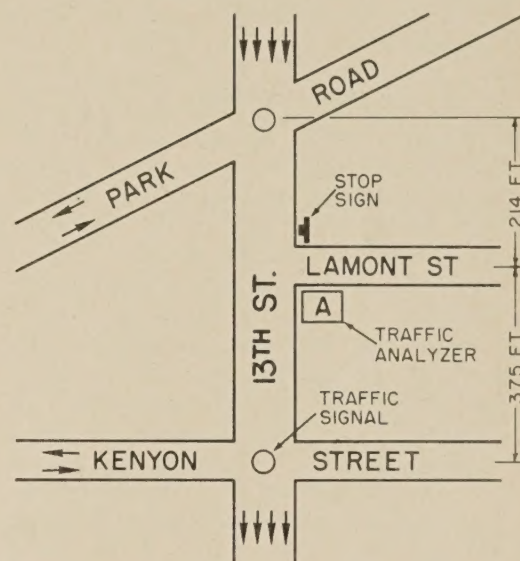 PARK ROAD
214 FT
STOP
SIGN
LAMONT ST
A
TRAFFIC
ANALYZER
13TH ST.
375 FT
TRAFFIC
SIGNAL
KENYON STREET